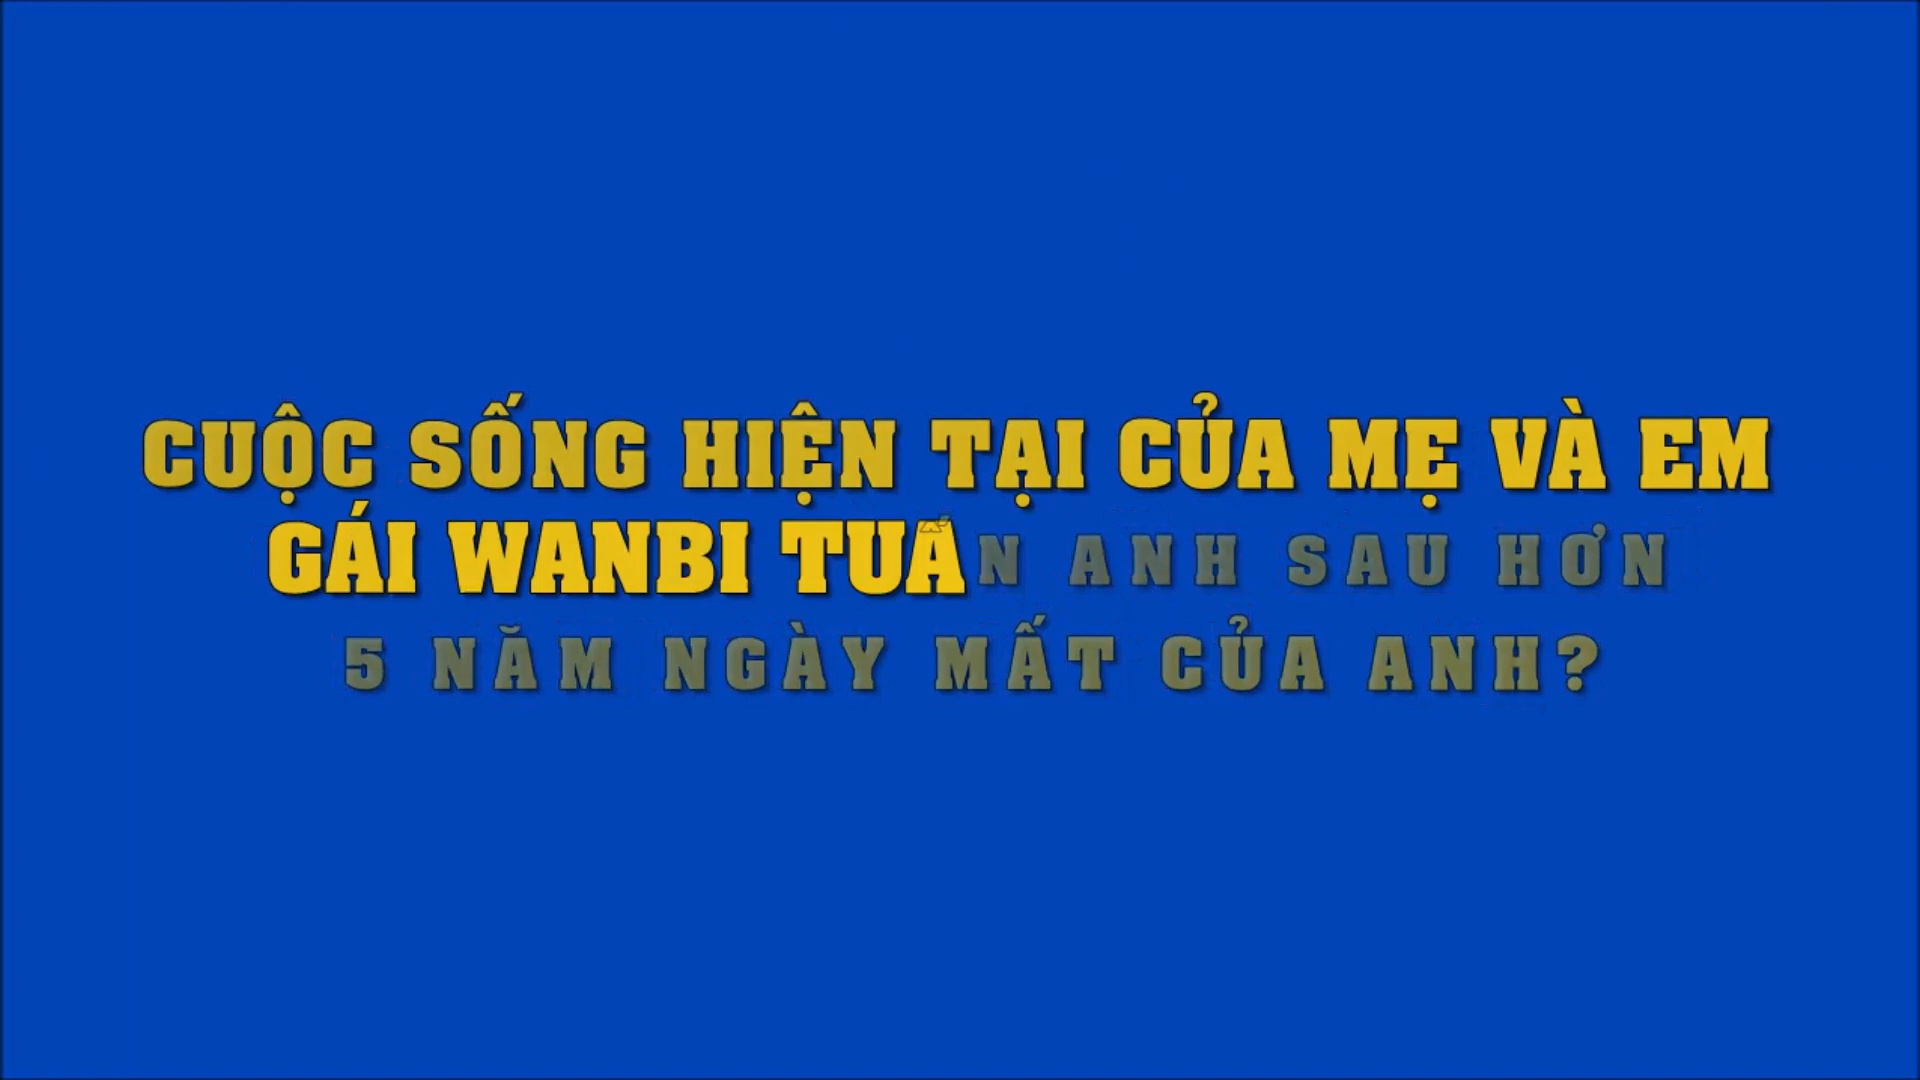 CUỘC SỐNG HIỆN TẠI CỦA MẸ VÀ EM
GÁI WANBI TUẤN ANH SAU HƠN
5 NĂM NGÀY MẤT CỦA ANH?